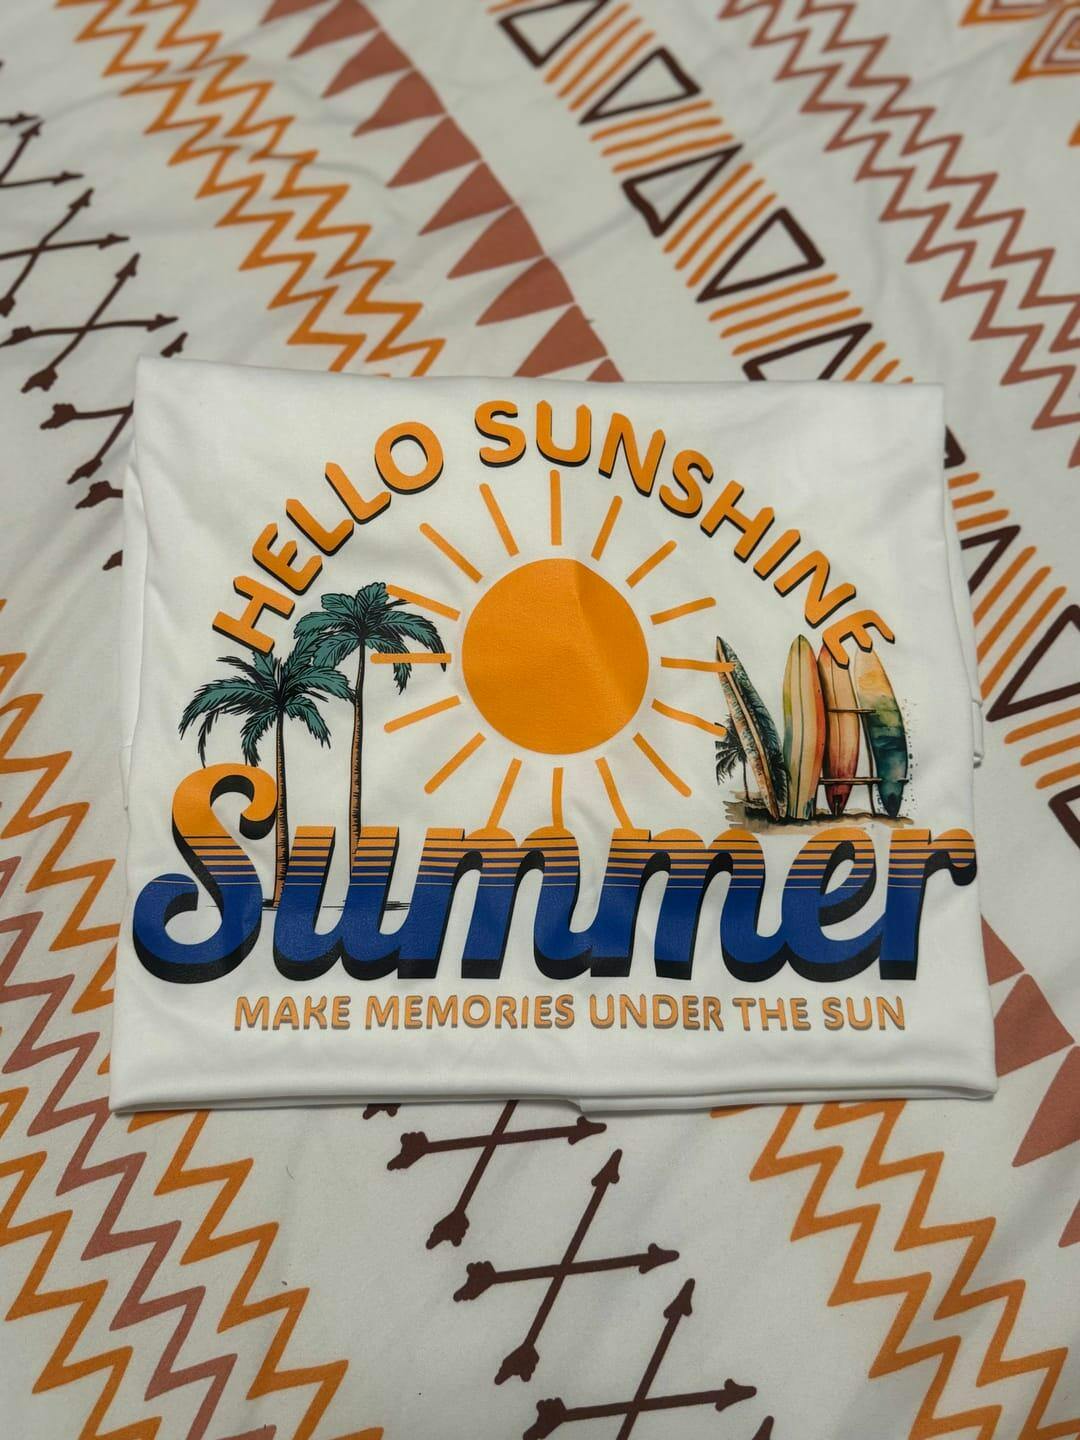 HELLO SUNSHINE
Summer
MAKE MEMORIES UNDER THE SUN